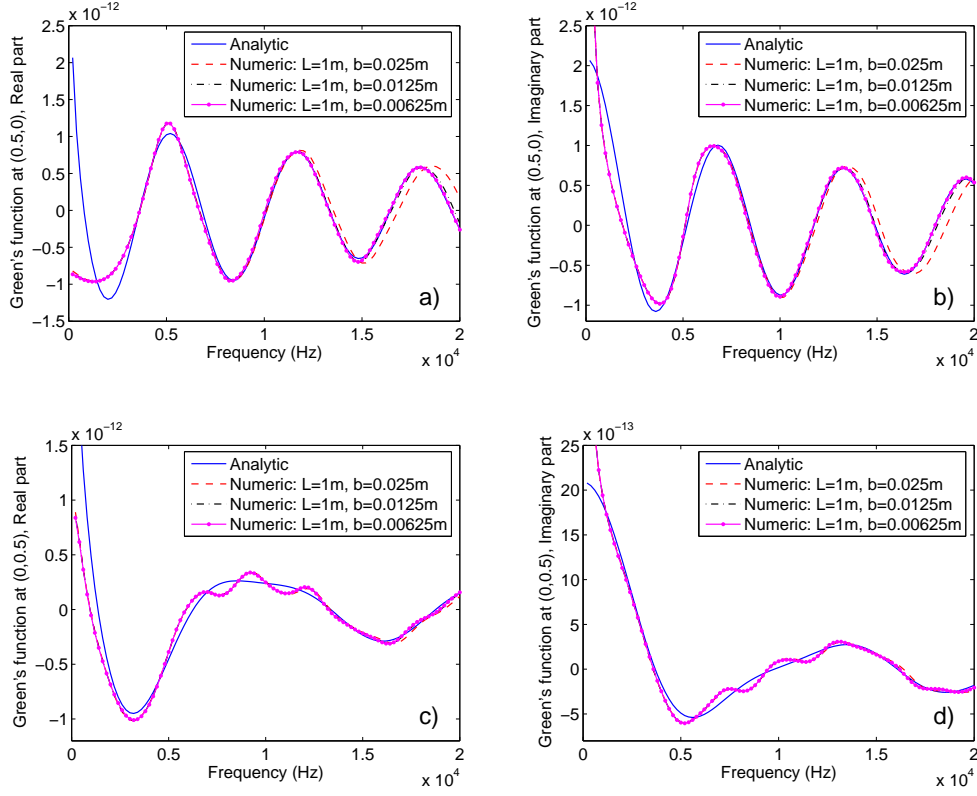 x 10^-12
2.5
2
1.5
1
0.5
0
−0.5
−1
−1.5
0 0.5 1 1.5 2
x 10^4
Frequency (Hz)
Green's function at (0.5,0), Real part
Analytic
Numeric: L=1m, b=0.025m
Numeric: L=1m, b=0.0125m
Numeric: L=1m, b=0.00625m
a)
x 10^-12
2.5
2
1.5
1
0.5
0
−0.5
−1
0 0.5 1 1.5 2
x 10^4
Frequency (Hz)
Green's function at (0.5,0), Imaginary part
Analytic
Numeric: L=1m, b=0.025m
Numeric: L=1m, b=0.0125m
Numeric: L=1m, b=0.00625m
b)
x 10^-12
1.5
1
0.5
0
−0.5
−1
0 0.5 1 1.5 2
x 10^4
Frequency (Hz)
Green's function at (0,0.5), Real part
Analytic
Numeric: L=1m, b=0.025m
Numeric: L=1m, b=0.0125m
Numeric: L=1m, b=0.00625m
c)
x 10^-13
25
20
15
10
5
0
−5
0 0.5 1 1.5 2
x 10^4
Frequency (Hz)
Green's function at (0,0.5), Imaginary part
Analytic
Numeric: L=1m, b=0.025m
Numeric: L=1m, b=0.0125m
Numeric: L=1m, b=0.00625m
d)